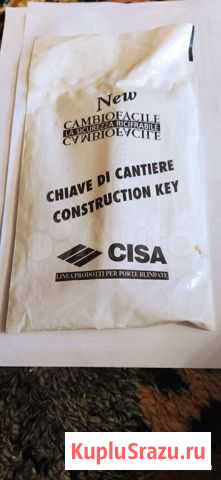 New
CAMBIOFACILE
LA SICUREZZA RICIFRABILE
CAMBIOFACILE
CHIAVE DI CANTIERE
CONSTRUCTION KEY
CISA
LINEA PRODOTTI PER PORTE BLINDATE
KupluSrazu.ru